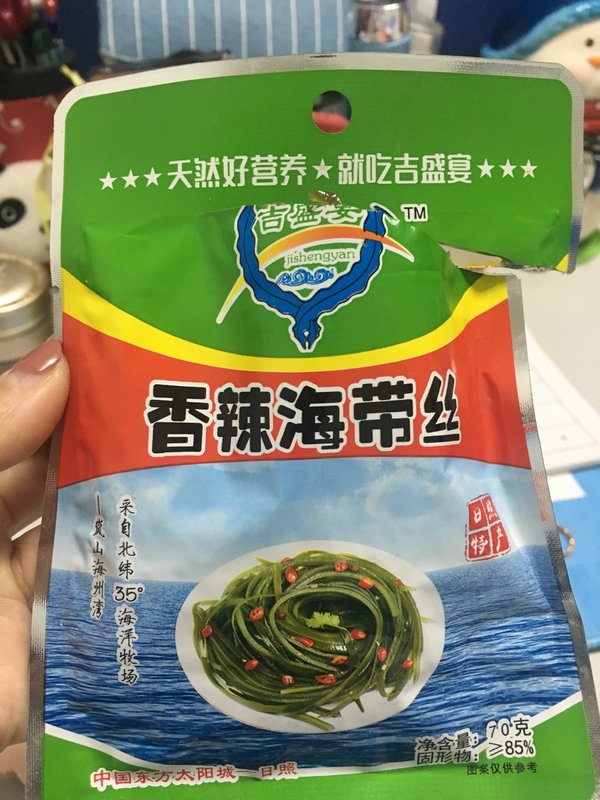 ★★★天然好营养★就吃吉盛宴★★★
吉盛宴 TM
jishengyan
香辣海带丝
采自北纬35°海洋牧场
—岚山海州湾
日照
特产
净含量: 70克
固形物: ≥85%
图案仅供参考
中国东方太阳城—日照